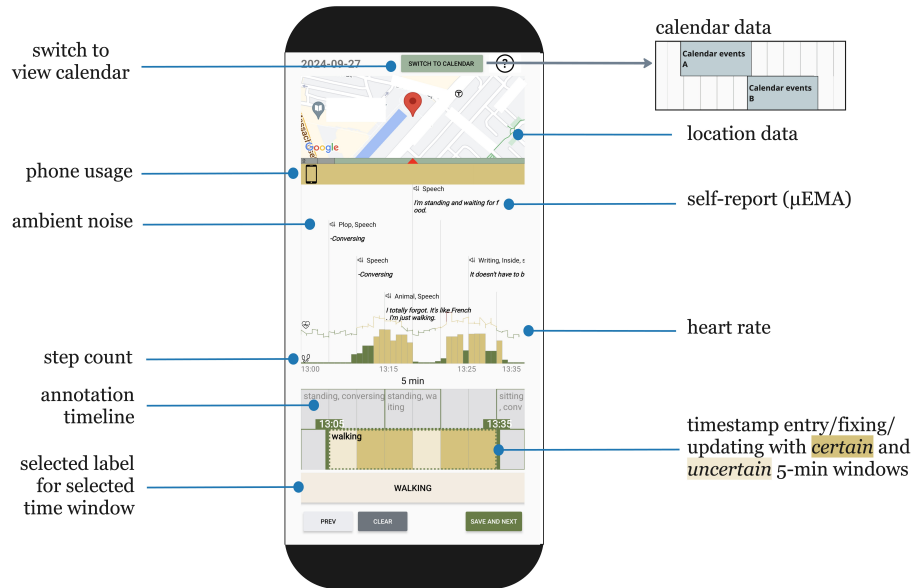 calendar data
switch to
view calendar
2024-09-27
SWITCH TO CALENDAR
?
Calendar events
A
Calendar events
B
Google
location data
phone usage
Speech
I'm standing and waiting for f
ood.
self-report (μEMA)
ambient noise
Plop, Speech
-Conversing
Speech
-Conversing
Writing, Inside, s
It doesn't have to b
Animal, Speech
I totally forgot. It's like French
. I'm just walking.
heart rate
step count
13:00
13:15
13:25
13:35
5 min
annotation
timeline
standing, conversing
standing, wa
iting
sitting
, conv
13:05
13:35
walking
timestamp entry/fixing/
updating with certain and
uncertain 5-min windows
selected label
for selected
time window
WALKING
PREV
CLEAR
SAVE AND NEXT